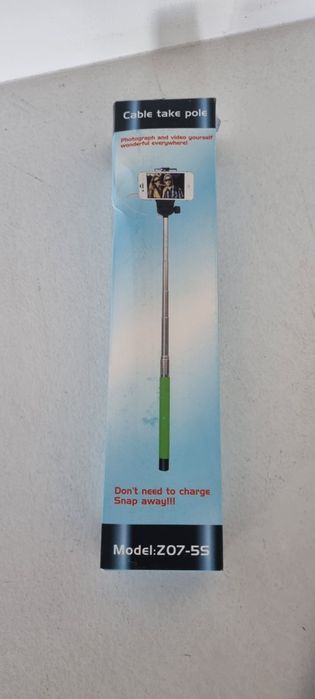 Cable take pole
Photograph and video yourself
wonderful everywhere!
Don't need to charge
Snap away!!!
Model:Z07-5S